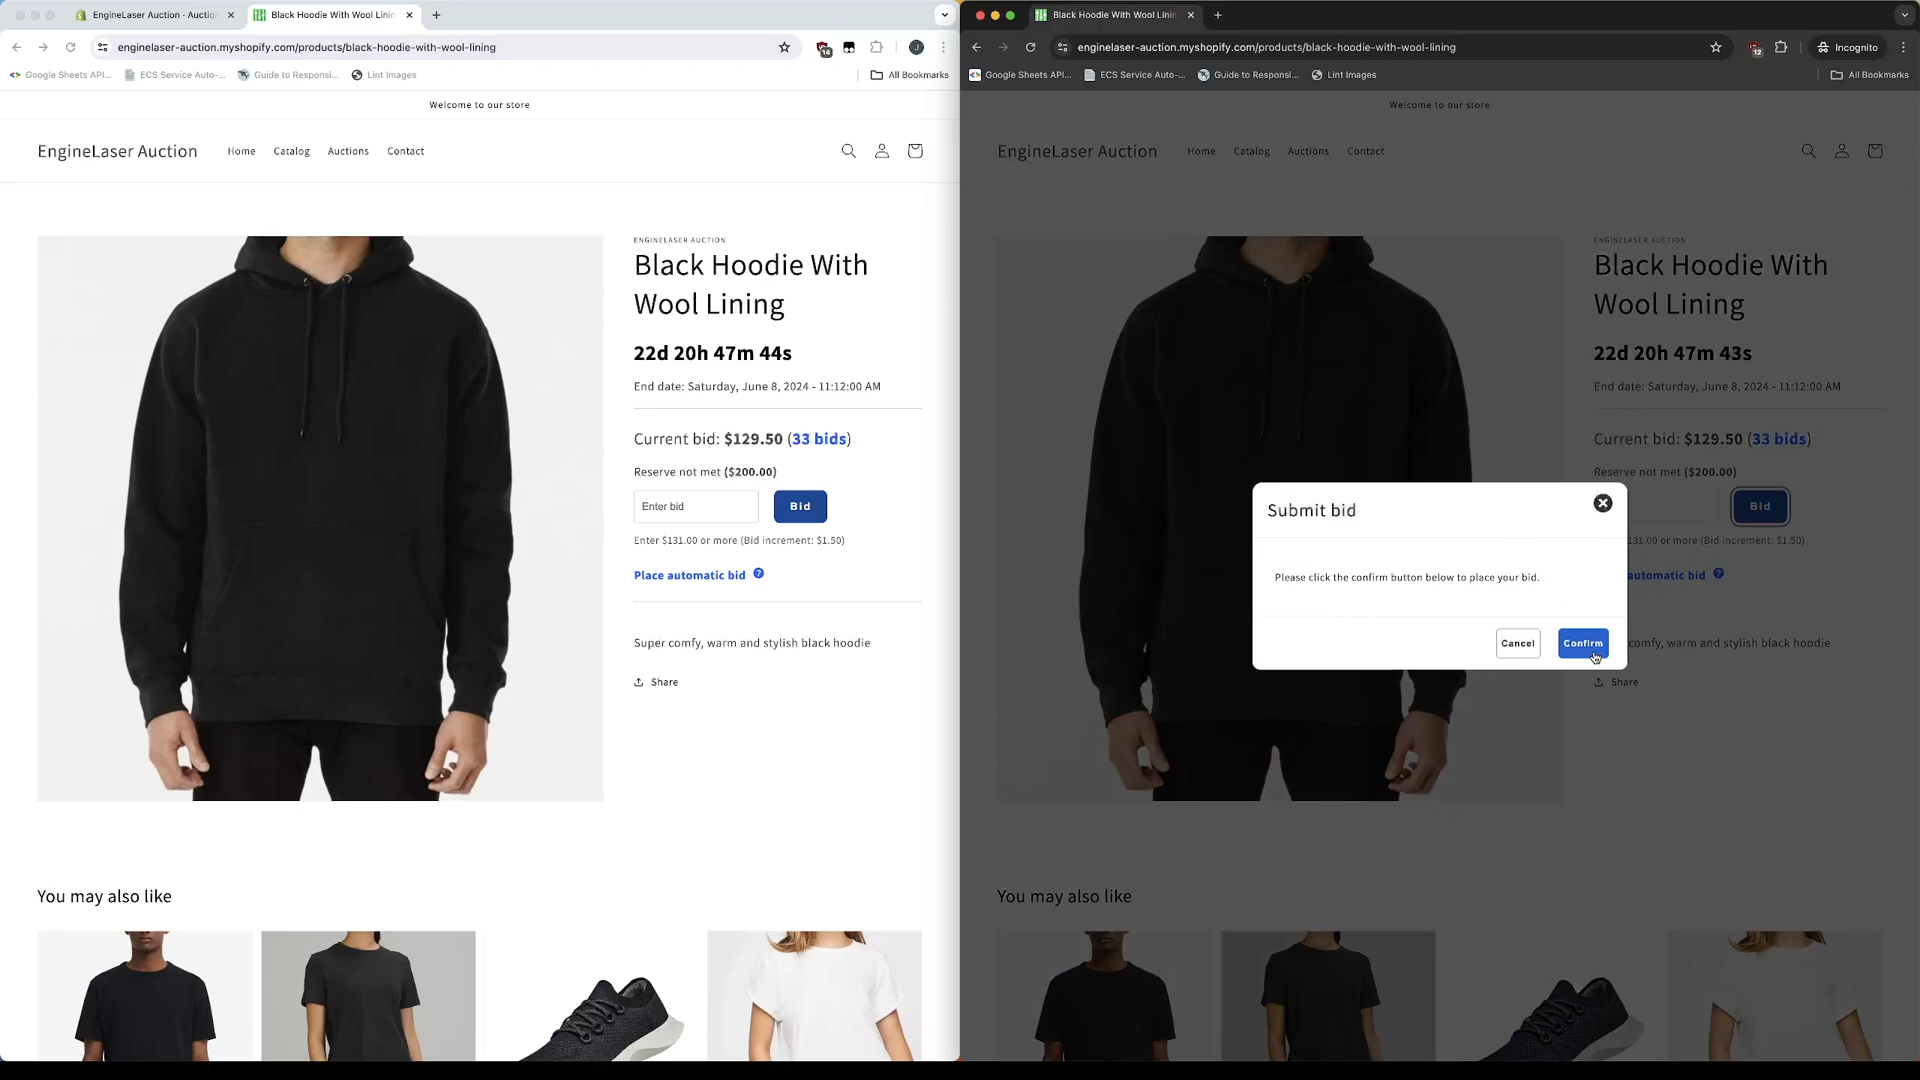 EngineLaser Auction · Auctio
Black Hoodie With Wool Linin
enginelaser-auction.myshopify.com/products/black-hoodie-with-wool-lining
14
J
Google Sheets API...
ECS Service Auto-...
Guide to Responsi...
Lint Images
All Bookmarks
Welcome to our store
EngineLaser Auction
Home
Catalog
Auctions
Contact
ENGINELASER AUCTION
Black Hoodie With
Wool Lining
22d 20h 47m 44s
End date: Saturday, June 8, 2024 - 11:12:00 AM
Current bid: $129.50 (33 bids)
Reserve not met ($200.00)
Enter bid
Bid
Enter $131.00 or more (Bid increment: $1.50)
Place automatic bid ?
Super comfy, warm and stylish black hoodie
Share
You may also like
Black Hoodie With Wool Linin
enginelaser-auction.myshopify.com/products/black-hoodie-with-wool-lining
12
Incognito
Google Sheets API...
ECS Service Auto-...
Guide to Responsi...
Lint Images
All Bookmarks
Welcome to our store
EngineLaser Auction
Home
Catalog
Auctions
Contact
ENGINELASER AUCTION
Black Hoodie With
Wool Lining
22d 20h 47m 43s
End date: Saturday, June 8, 2024 - 11:12:00 AM
Current bid: $129.50 (33 bids)
Reserve not met ($200.00)
Bid
131.00 or more (Bid increment: $1.50)
automatic bid ?
comfy, warm and stylish black hoodie
Share
Submit bid
Please click the confirm button below to place your bid.
Cancel
Confirm
You may also like